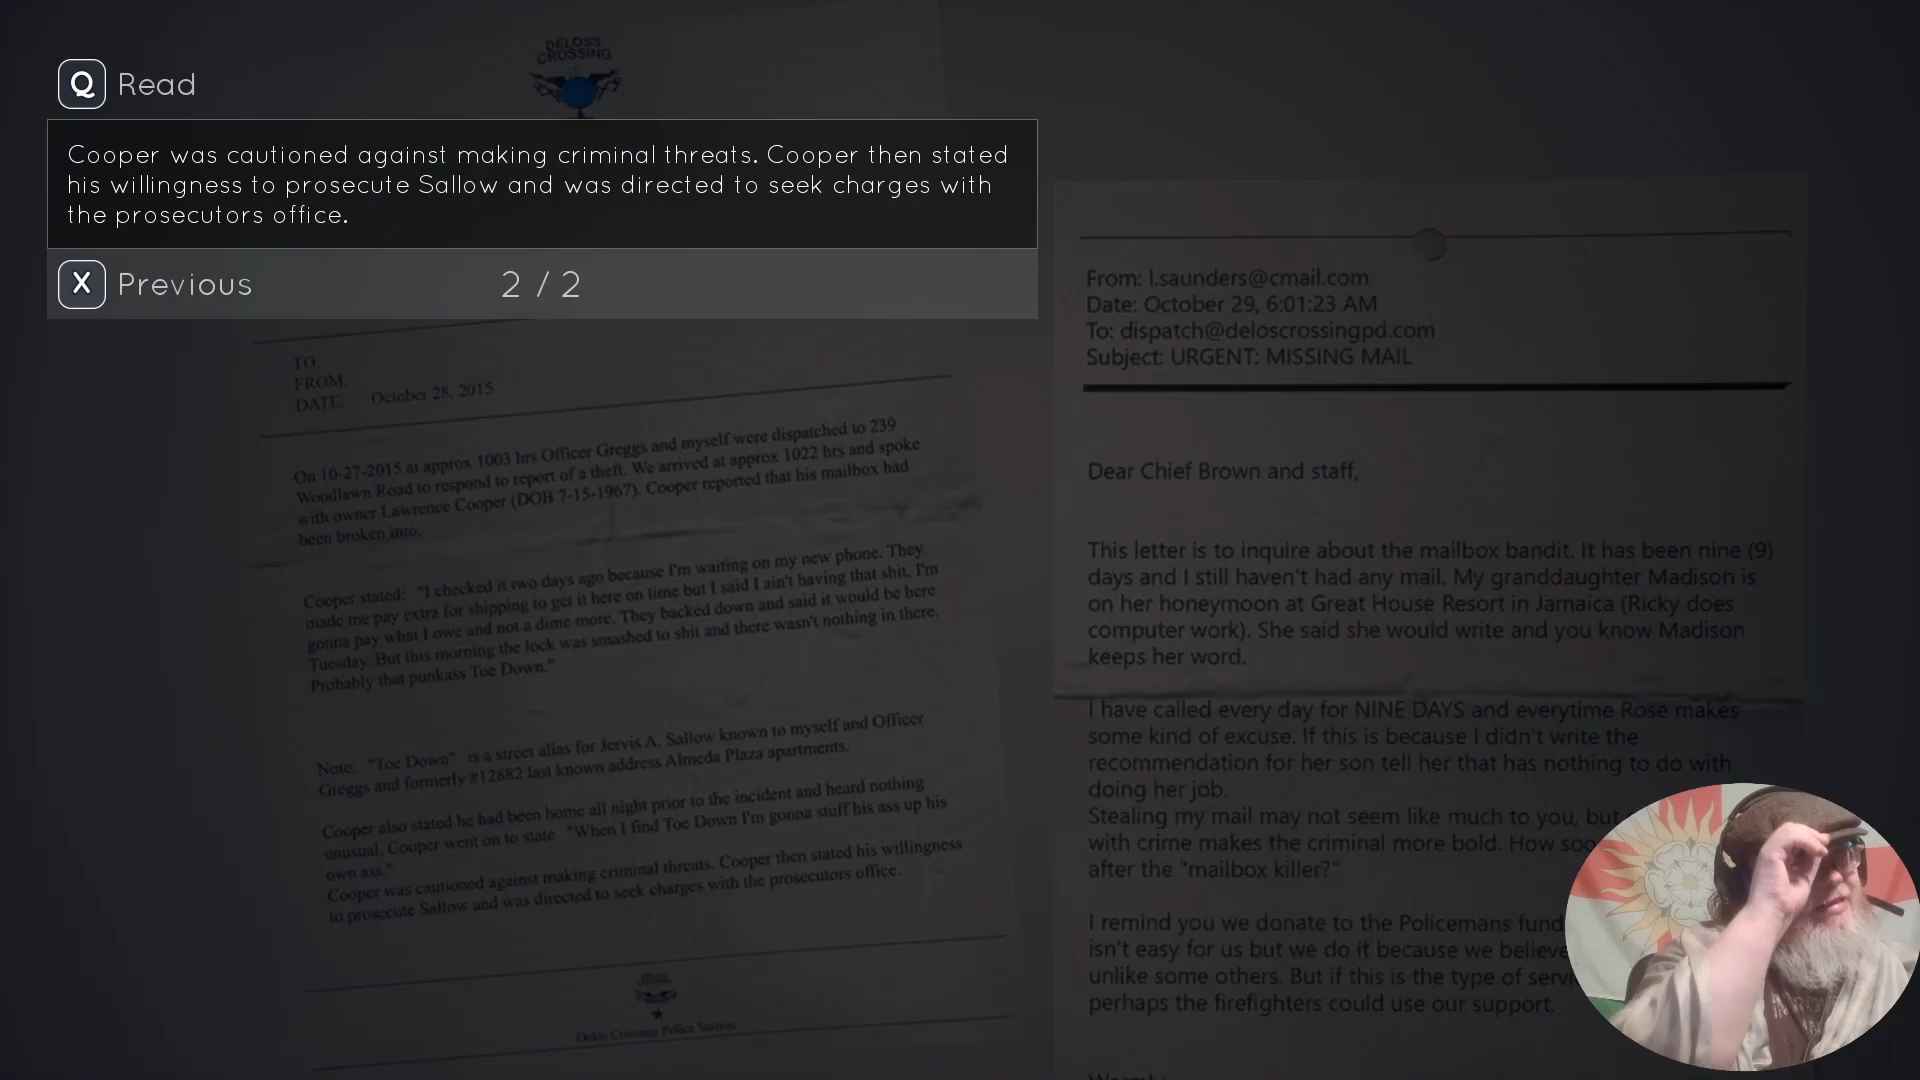 DELOSS
CROSSING
Q Read
Cooper was cautioned against making criminal threats. Cooper then stated
his willingness to prosecute Sallow and was directed to seek charges with
the prosecutors office.
X Previous 2 / 2
TO:
FROM:
DATE: October 28, 2015
On 10-27-2015 at approx 1003 hrs Officer Greggs and myself were dispatched to 239
Woodlawn Road to respond to report of a theft. We arrived at approx 1022 hrs and spoke
with owner Lawrence Cooper (DOB 7-15-1967). Cooper reported that his mailbox had
been broken into.
Cooper stated: "I checked it two days ago because I'm waiting on my new phone. They
made me pay extra for shipping to get it here on time but I said I ain't having that shit, I'm
gonna pay what I owe and not a dime more. They backed down and said it would be here
Tuesday. But this morning the lock was smashed to shit and there wasn't nothing in there.
Probably that punkass Toe Down."
Note: "Toe Down" is a street alias for Jervis A. Sallow known to myself and Officer
Greggs and formerly #12882 last known address Almeda Plaza apartments.
Cooper also stated he had been home all night prior to the incident and heard nothing
unusual. Cooper went on to state "When I find Toe Down I'm gonna stuff his ass up his
own ass."
Cooper was cautioned against making criminal threats. Cooper then stated his willingness
to prosecute Sallow and was directed to seek charges with the prosecutors office.
Delos Crossing Police Station
From: l.saunders@cmail.com
Date: October 29, 6:01:23 AM
To: dispatch@deloscrossingpd.com
Subject: URGENT: MISSING MAIL
Dear Chief Brown and staff,
This letter is to inquire about the mailbox bandit. It has been nine (9)
days and I still haven't had any mail. My granddaughter Madison is
on her honeymoon at Great House Resort in Jamaica (Ricky does
computer work). She said she would write and you know Madison
keeps her word.
I have called every day for NINE DAYS and everytime Rose makes
some kind of excuse. If this is because I didn't write the
recommendation for her son tell her that has nothing to do with
doing her job.
Stealing my mail may not seem like much to you, but
with crime makes the criminal more bold. How soo
after the "mailbox killer?"
I remind you we donate to the Policemans fund
isn't easy for us but we do it because we believe
unlike some others. But if this is the type of servi
perhaps the firefighters could use our support.